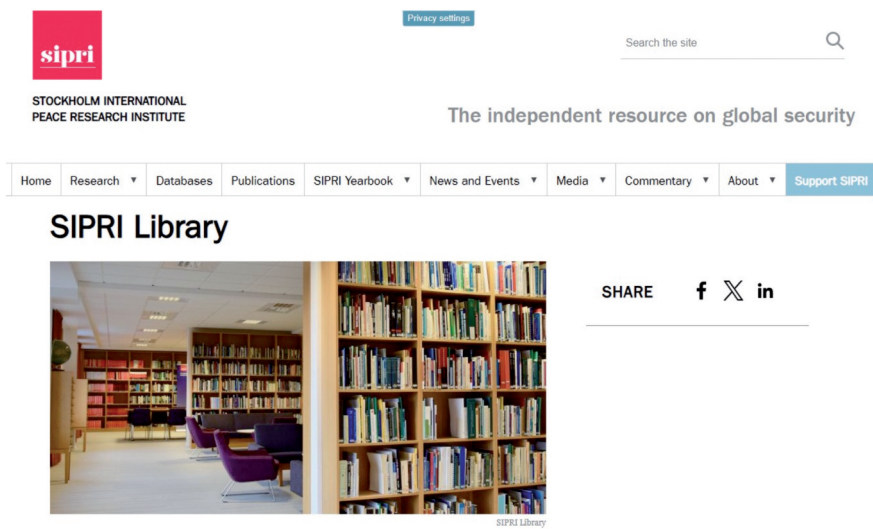 Privacy settings
sipri
Search the site
STOCKHOLM INTERNATIONAL
PEACE RESEARCH INSTITUTE
The independent resource on global security
Home Research ▼ Databases Publications SIPRI Yearbook ▼ News and Events ▼ Media ▼ Commentary ▼ About ▼ Support SIPRI
SIPRI Library
SHARE
SIPRI Library